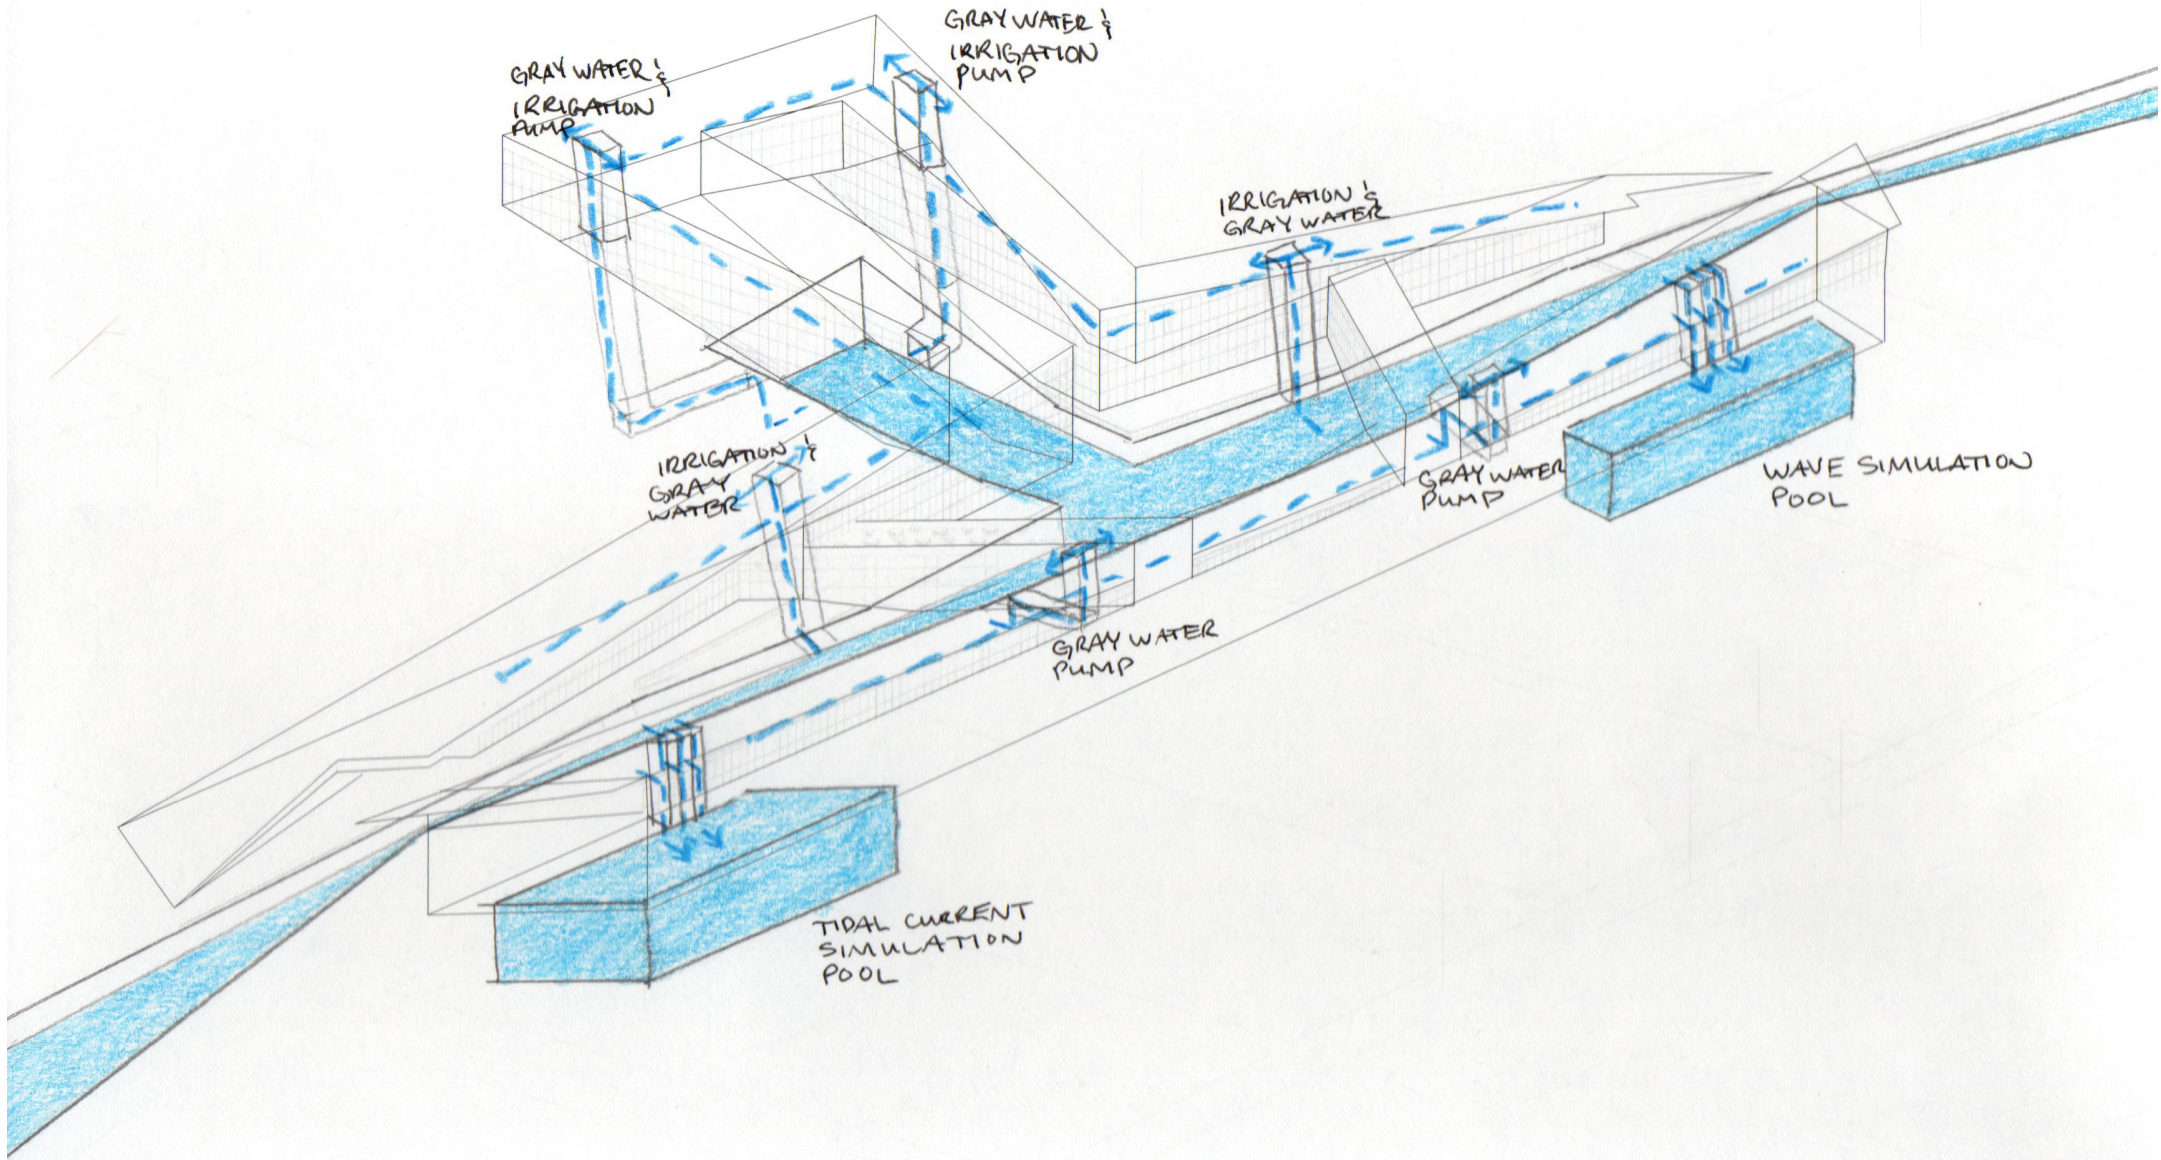 GRAY WATER &
IRRIGATION
PUMP
GRAY WATER &
IRRIGATION
PUMP
IRRIGATION &
GRAY WATER
IRRIGATION &
GRAY
WATER
GRAY WATER
PUMP
WAVE SIMULATION
POOL
GRAY WATER
PUMP
TIDAL CURRENT
SIMULATION
POOL